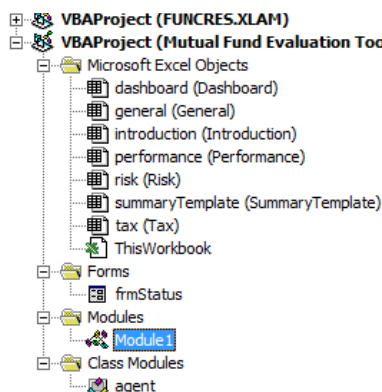 VBAProject (FUNCRES.XLAM)
VBAProject (Mutual Fund Evaluation Too
Microsoft Excel Objects
dashboard (Dashboard)
general (General)
introduction (Introduction)
performance (Performance)
risk (Risk)
summaryTemplate (SummaryTemplate)
tax (Tax)
ThisWorkbook
Forms
frmStatus
Modules
Module1
Class Modules
agent